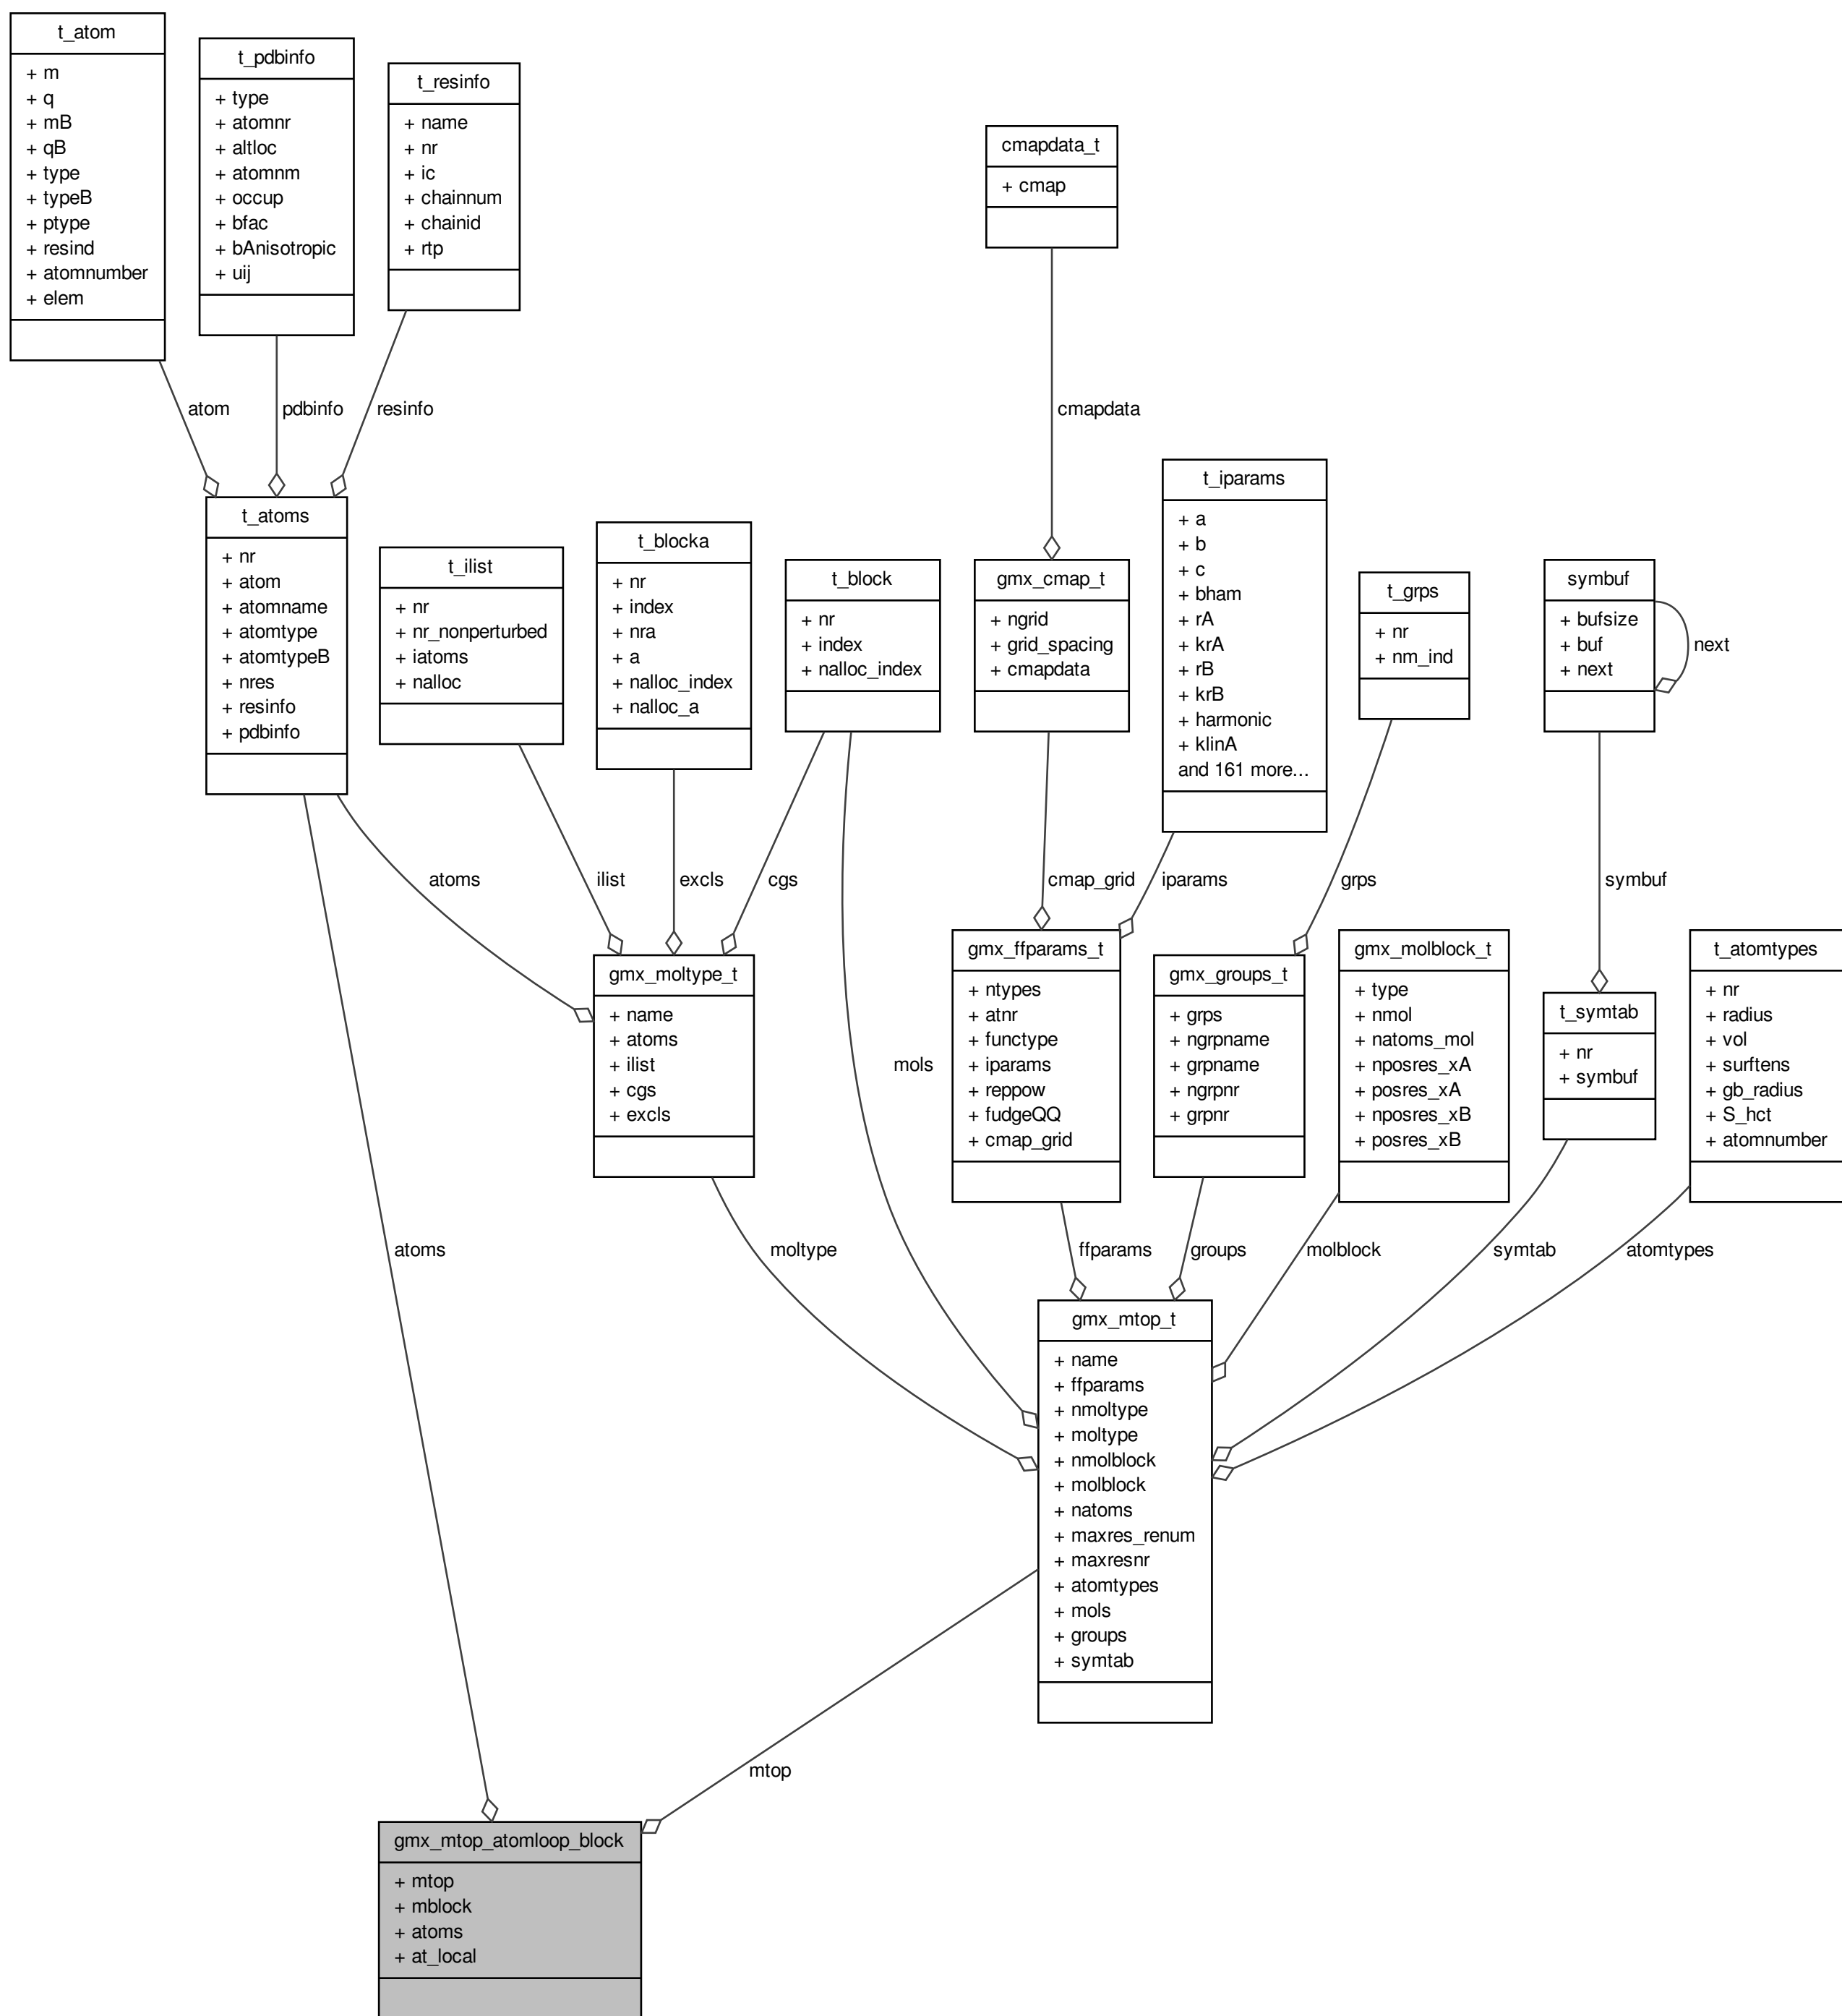 t_atom
+ m
+ q
+ mB
+ qB
+ type
+ typeB
+ ptype
+ resind
+ atomnumber
+ elem
t_pdbinfo
+ type
+ atomnr
+ altloc
+ atomnm
+ occup
+ bfac
+ bAnisotropic
+ uij
t_resinfo
+ name
+ nr
+ ic
+ chainnum
+ chainid
+ rtp
cmapdata_t
+ cmap
atom
pdbinfo
resinfo
cmapdata
t_atoms
+ nr
+ atom
+ atomname
+ atomtype
+ atomtypeB
+ nres
+ resinfo
+ pdbinfo
t_ilist
+ nr
+ nr_nonperturbed
+ iatoms
+ nalloc
t_blocka
+ nr
+ index
+ nra
+ a
+ nalloc_index
+ nalloc_a
t_block
+ nr
+ index
+ nalloc_index
gmx_cmap_t
+ ngrid
+ grid_spacing
+ cmapdata
t_iparams
+ a
+ b
+ c
+ bham
+ rA
+ krA
+ rB
+ krB
+ harmonic
+ klinA
and 161 more...
t_grps
+ nr
+ nm_ind
symbuf
+ bufsize
+ buf
+ next
next
atoms
ilist
excls
cgs
cmap_grid
iparams
grps
symbuf
gmx_moltype_t
+ name
+ atoms
+ ilist
+ cgs
+ excls
mols
gmx_ffparams_t
+ ntypes
+ atnr
+ functype
+ iparams
+ reppow
+ fudgeQQ
+ cmap_grid
gmx_groups_t
+ grps
+ ngrpname
+ grpname
+ ngrpnr
+ grpnr
gmx_molblock_t
+ type
+ nmol
+ natoms_mol
+ nposres_xA
+ posres_xA
+ nposres_xB
+ posres_xB
t_symtab
+ nr
+ symbuf
t_atomtypes
+ nr
+ radius
+ vol
+ surftens
+ gb_radius
+ S_hct
+ atomnumber
atoms
moltype
ffparams
groups
molblock
symtab
atomtypes
gmx_mtop_t
+ name
+ ffparams
+ nmoltype
+ moltype
+ nmolblock
+ molblock
+ natoms
+ maxres_renum
+ maxresnr
+ atomtypes
+ mols
+ groups
+ symtab
mtop
gmx_mtop_atomloop_block
+ mtop
+ mblock
+ atoms
+ at_local